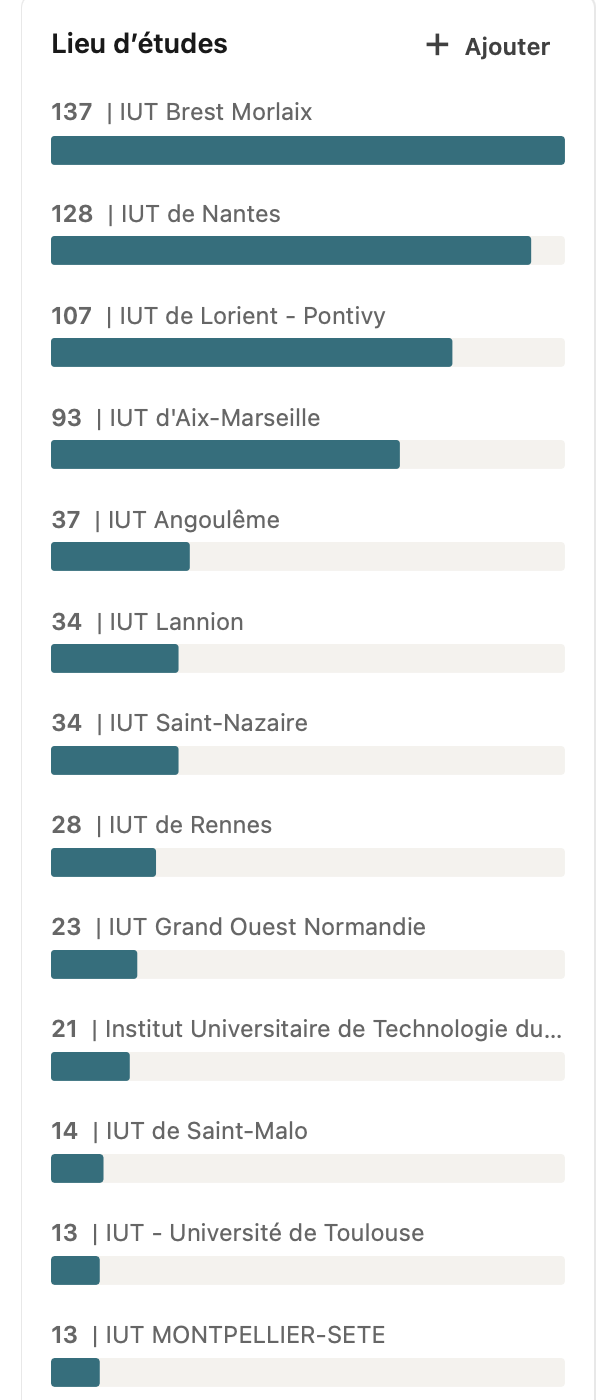 Lieu d’études
+ Ajouter
137 | IUT Brest Morlaix
128 | IUT de Nantes
107 | IUT de Lorient - Pontivy
93 | IUT d'Aix-Marseille
37 | IUT Angoulême
34 | IUT Lannion
34 | IUT Saint-Nazaire
28 | IUT de Rennes
23 | IUT Grand Ouest Normandie
21 | Institut Universitaire de Technologie du...
14 | IUT de Saint-Malo
13 | IUT - Université de Toulouse
13 | IUT MONTPELLIER-SETE